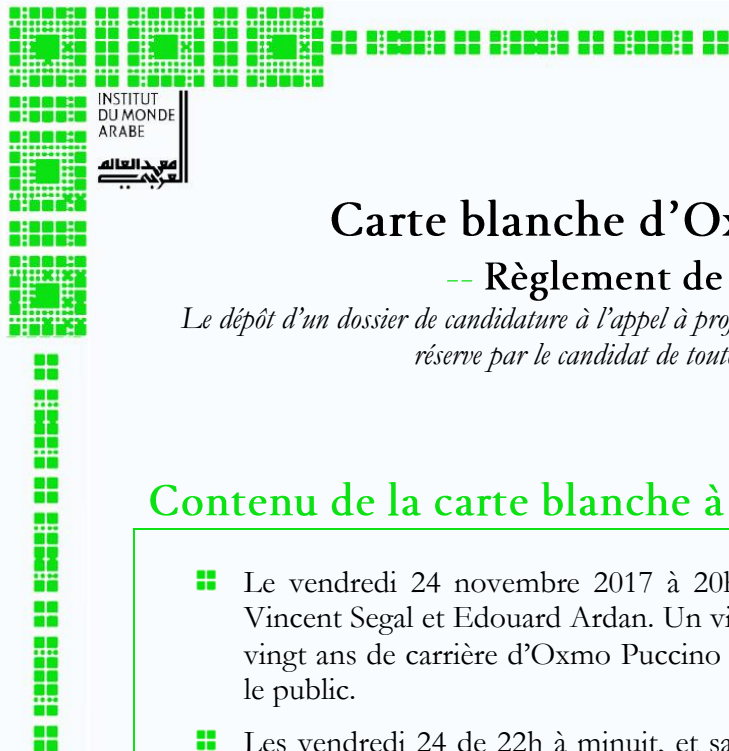 INSTITUT
DU MONDE
ARABE
معهد العالم
العربي
Carte blanche d’Ox
-- Règlement de
Le dépôt d’un dossier de candidature à l’appel à proj
réserve par le candidat de toute
Contenu de la carte blanche à
Le vendredi 24 novembre 2017 à 20h
Vincent Segal et Edouard Ardan. Un vi
vingt ans de carrière d’Oxmo Puccino
le public.
Les vendredi 24 de 22h à minuit, et sa